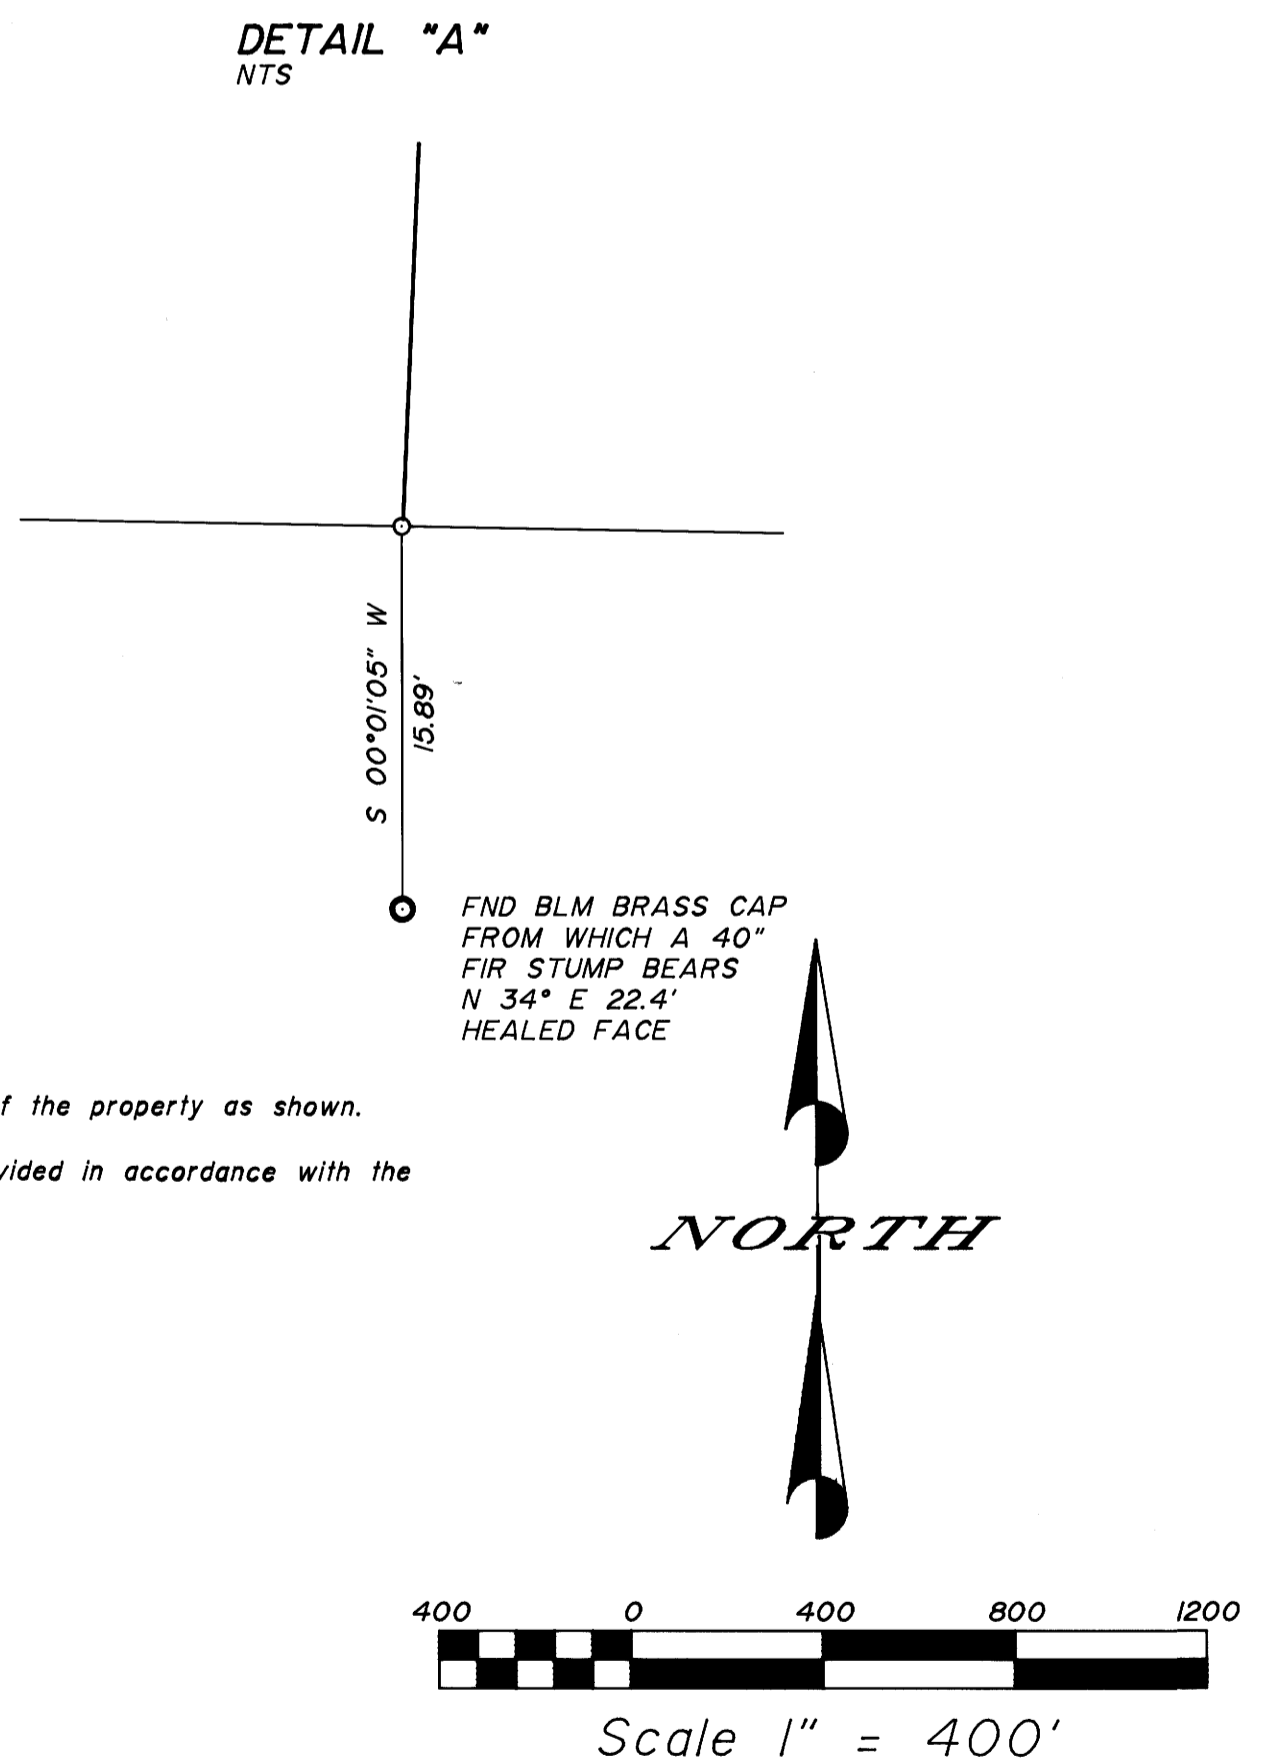 DETAIL "A"
NTS
S 00°01'05" W
15.89'
FND BLM BRASS CAP
FROM WHICH A 40"
FIR STUMP BEARS
N 34° E 22.4'
HEALED FACE
f the property as shown.
vided in accordance with the
NORTH
400 0 400 800 1200
Scale 1" = 400'